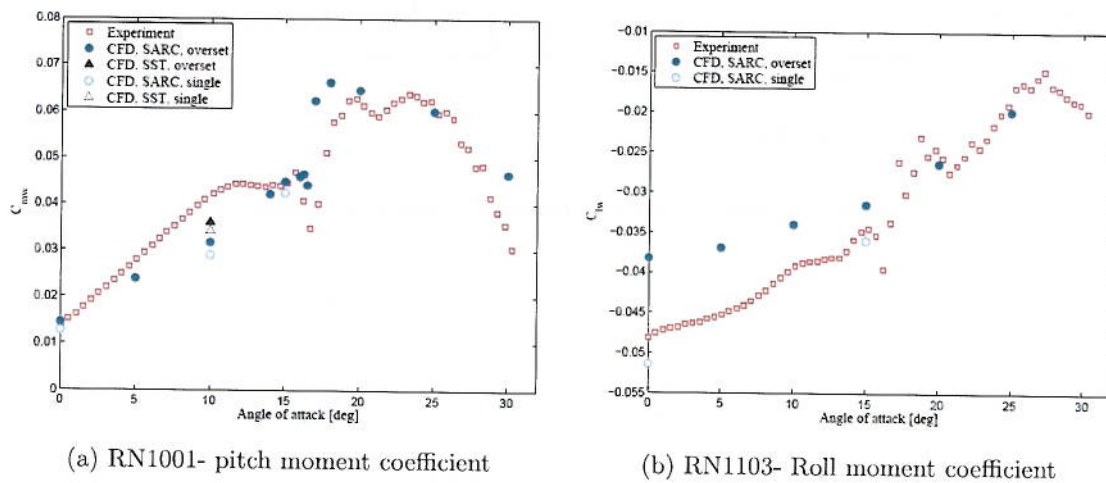 0.08
0.07
0.06
0.05
0.04
0.03
0.02
0.01
0
C_mw
Experiment
CFD, SARC, overset
CFD, SST, overset
CFD, SARC, single
CFD, SST, single
0 5 10 15 20 25 30
Angle of attack [deg]
(a) RN1001- pitch moment coefficient
−0.01
−0.015
−0.02
−0.025
−0.03
−0.035
−0.04
−0.045
−0.05
−0.055
C_lw
Experiment
CFD, SARC, overset
CFD, SARC, single
0 5 10 15 20 25 30
Angle of attack [deg]
(b) RN1103- Roll moment coefficient